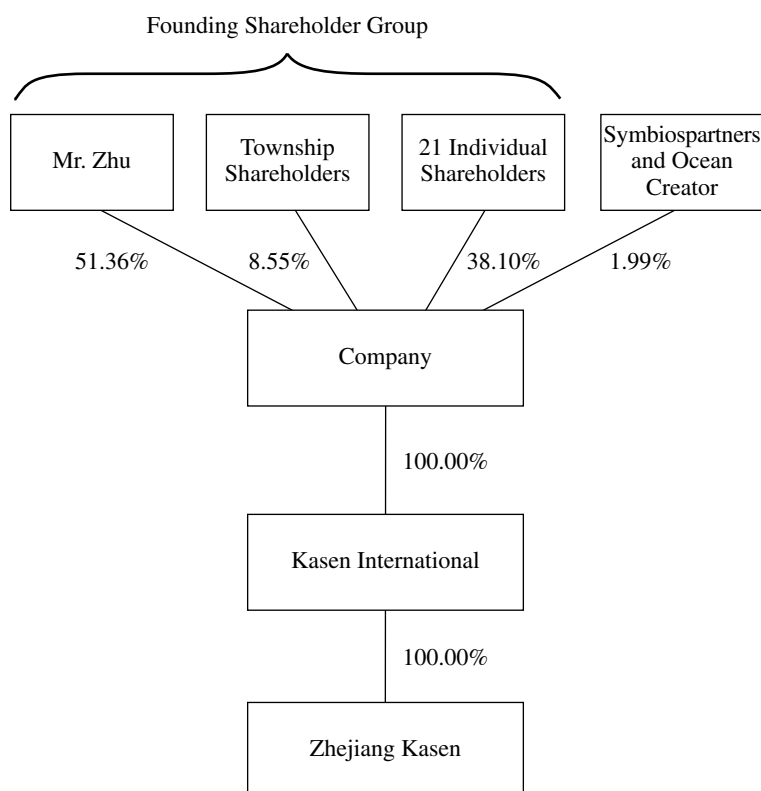 Founding Shareholder Group
Mr. Zhu
Township
Shareholders
21 Individual
Shareholders
Symbiospartners
and Ocean
Creator
51.36%
8.55%
38.10%
1.99%
Company
100.00%
Kasen International
100.00%
Zhejiang Kasen